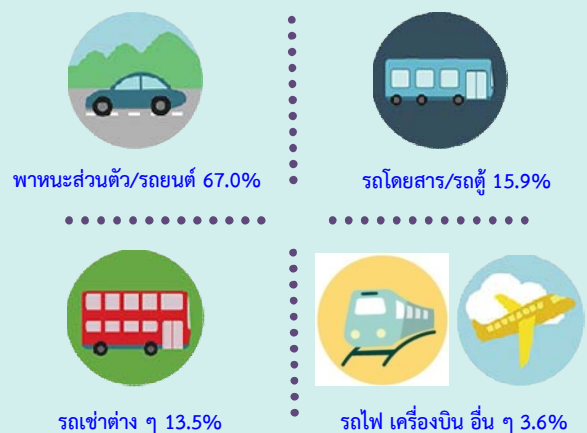 พาหนะส่วนตัว/รถยนต์ 67.0%
รถโดยสาร/รถตู้ 15.9%
รถเช่าต่าง ๆ 13.5%
รถไฟ เครื่องบิน อื่น ๆ 3.6%